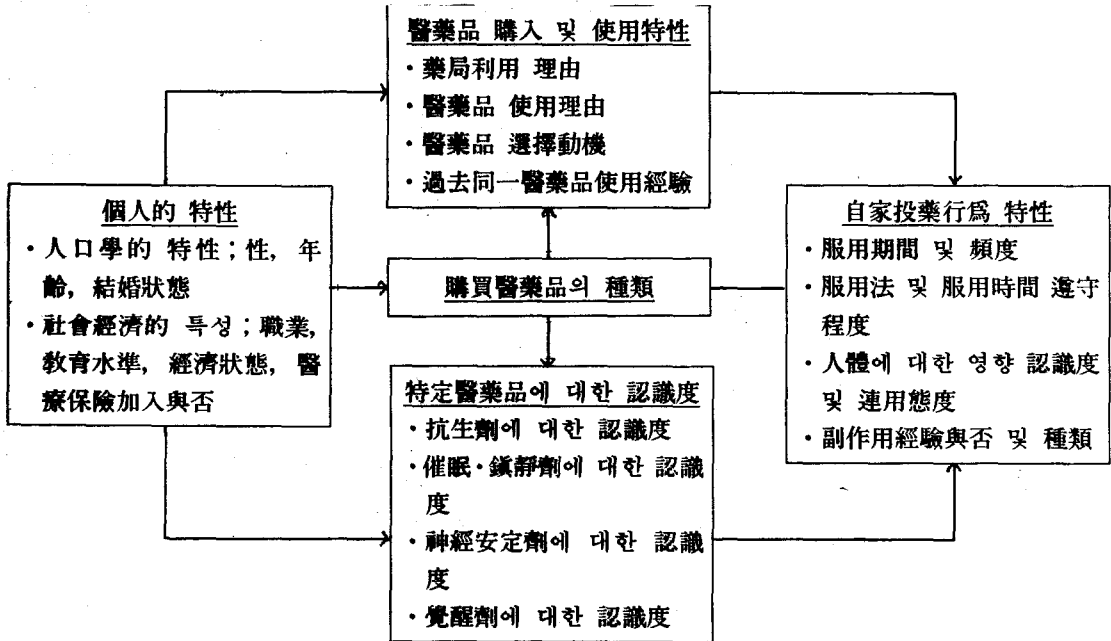 醫藥品 購入 및 使用特性
· 藥局利用 理由
· 醫藥品 使用理由
· 醫藥品 選擇動機
· 過去同一醫藥品使用經驗
個人的 特性
· 人口學的 特性 ; 性, 年
齡, 結婚狀態
· 社會經濟的 특성 ; 職業,
敎育水準, 經濟狀態, 醫
療保險加入與否
購買醫藥品의 種類
特定醫藥品에 대한 認識度
· 抗生劑에 대한 認識度
· 催眠·鎭靜劑에 대한 認識
度
· 神經安定劑에 대한 認識
度
· 覺醒劑에 대한 認識度
自家投藥行爲 特性
· 服用期間 및 頻度
· 服用法 및 服用時間 遵守
程度
· 人體에 대한 영향 認識度
및 連用態度
· 副作用經驗與否 및 種類